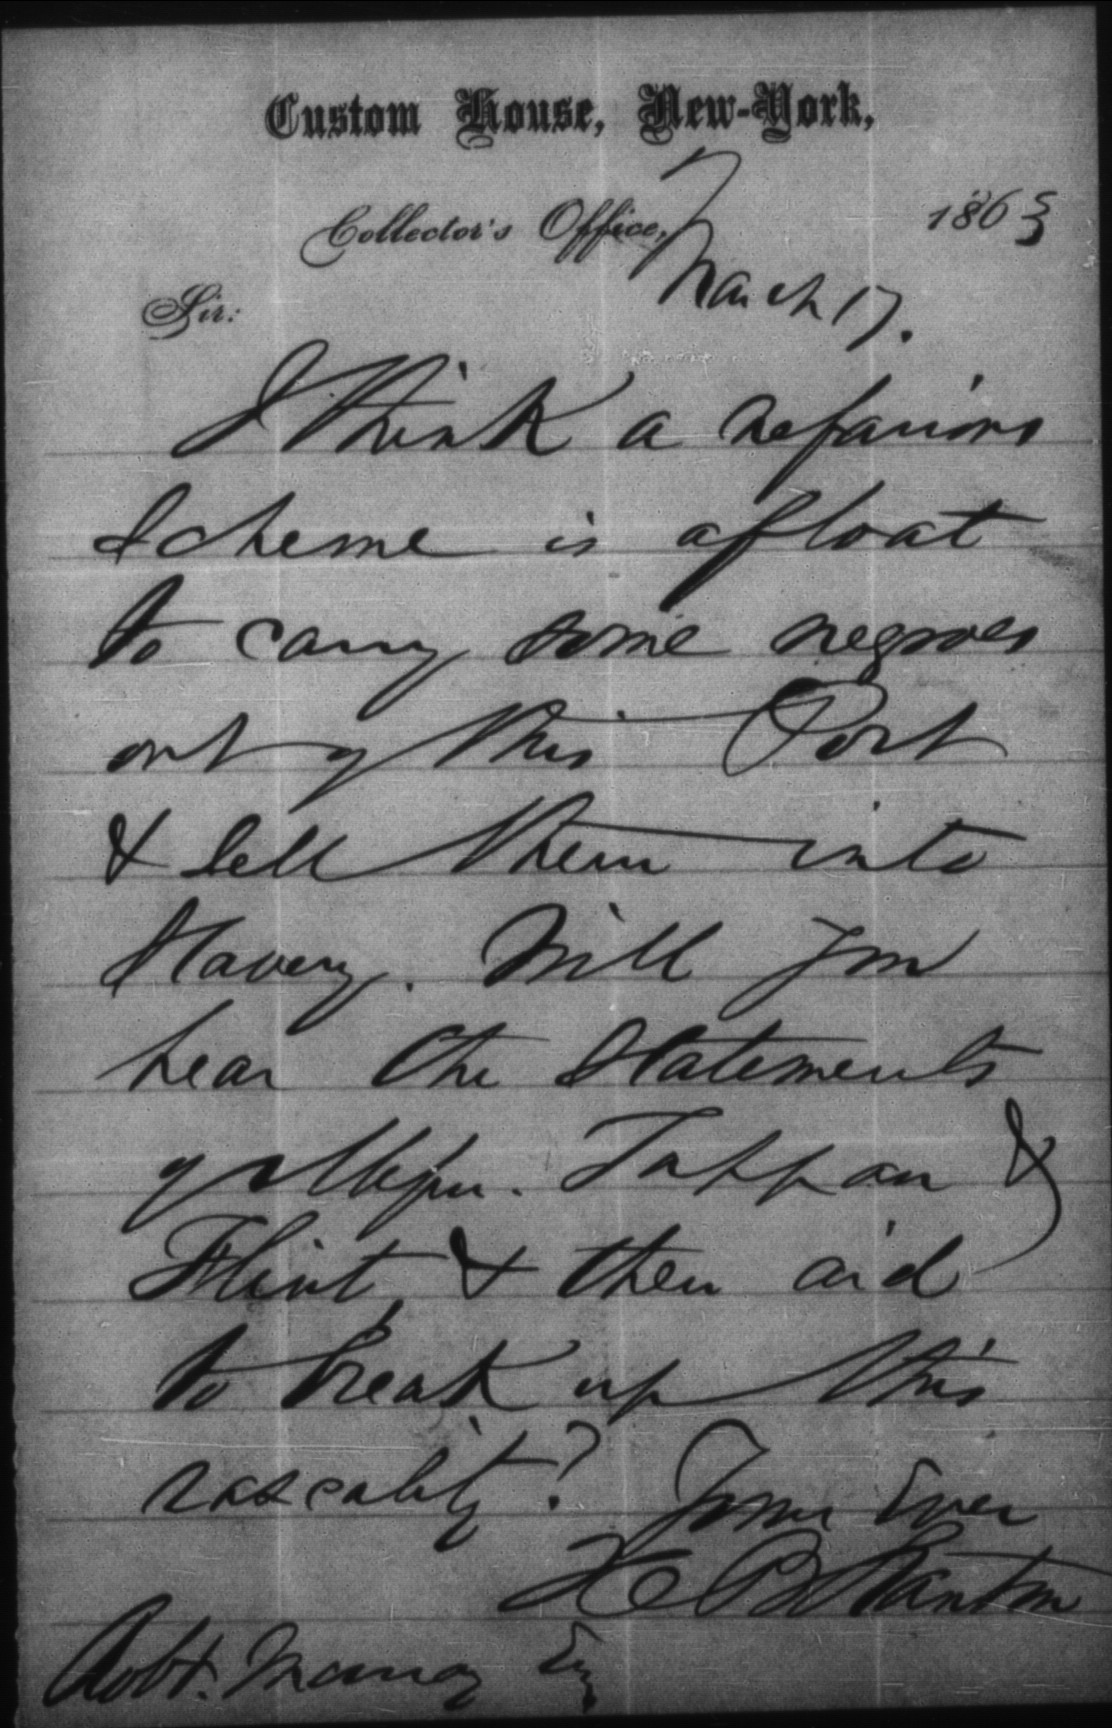 Custom House, New-York,
Collector's Office, 1863
March 17.
Sir:
I think a nefarious
scheme is afloat
to carry some negroes
out of this Port
& sell them into
Slavery. Will you
hear the statements
of Messrs. Tappan &
Flint, & then aid
to break up this
rascality? Yours Ever
H B Stanton
Robt. Murray Esq